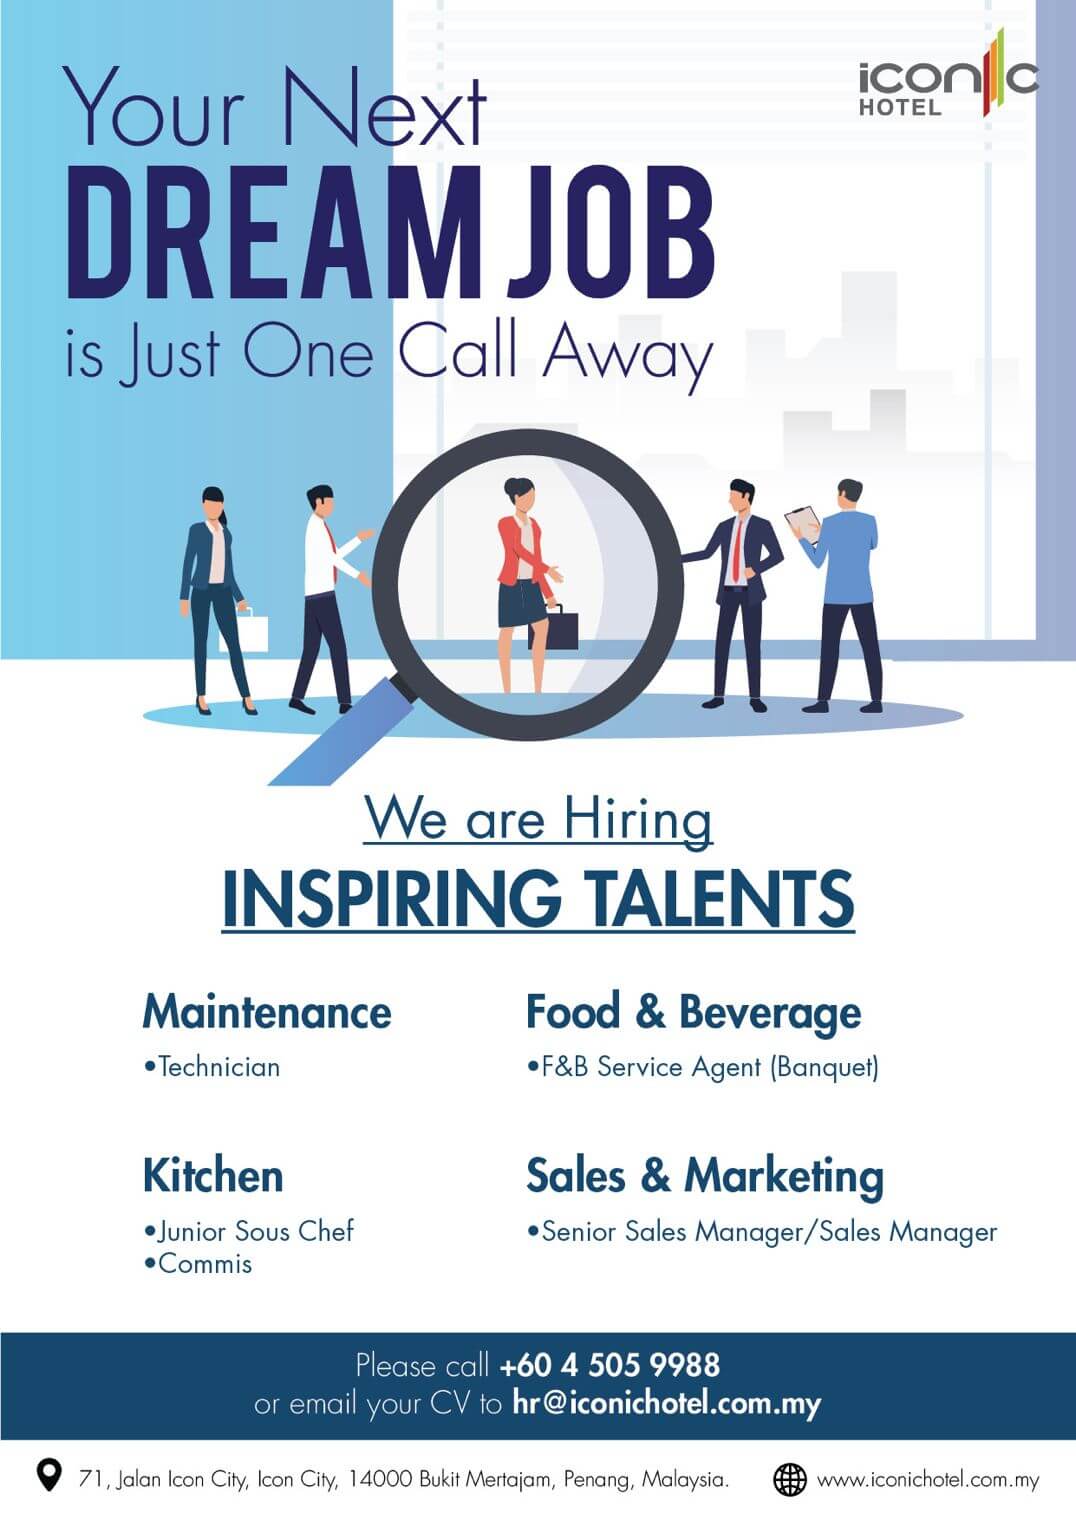 iconic
HOTEL
Your Next
DREAM JOB
is Just One Call Away
We are Hiring
INSPIRING TALENTS
Maintenance
•Technician
Food & Beverage
•F&B Service Agent (Banquet)
Kitchen
•Junior Sous Chef
•Commis
Sales & Marketing
•Senior Sales Manager/Sales Manager
Please call +60 4 505 9988
or email your CV to hr@iconichotel.com.my
71, Jalan Icon City, Icon City, 14000 Bukit Mertajam, Penang, Malaysia.
www.iconichotel.com.my